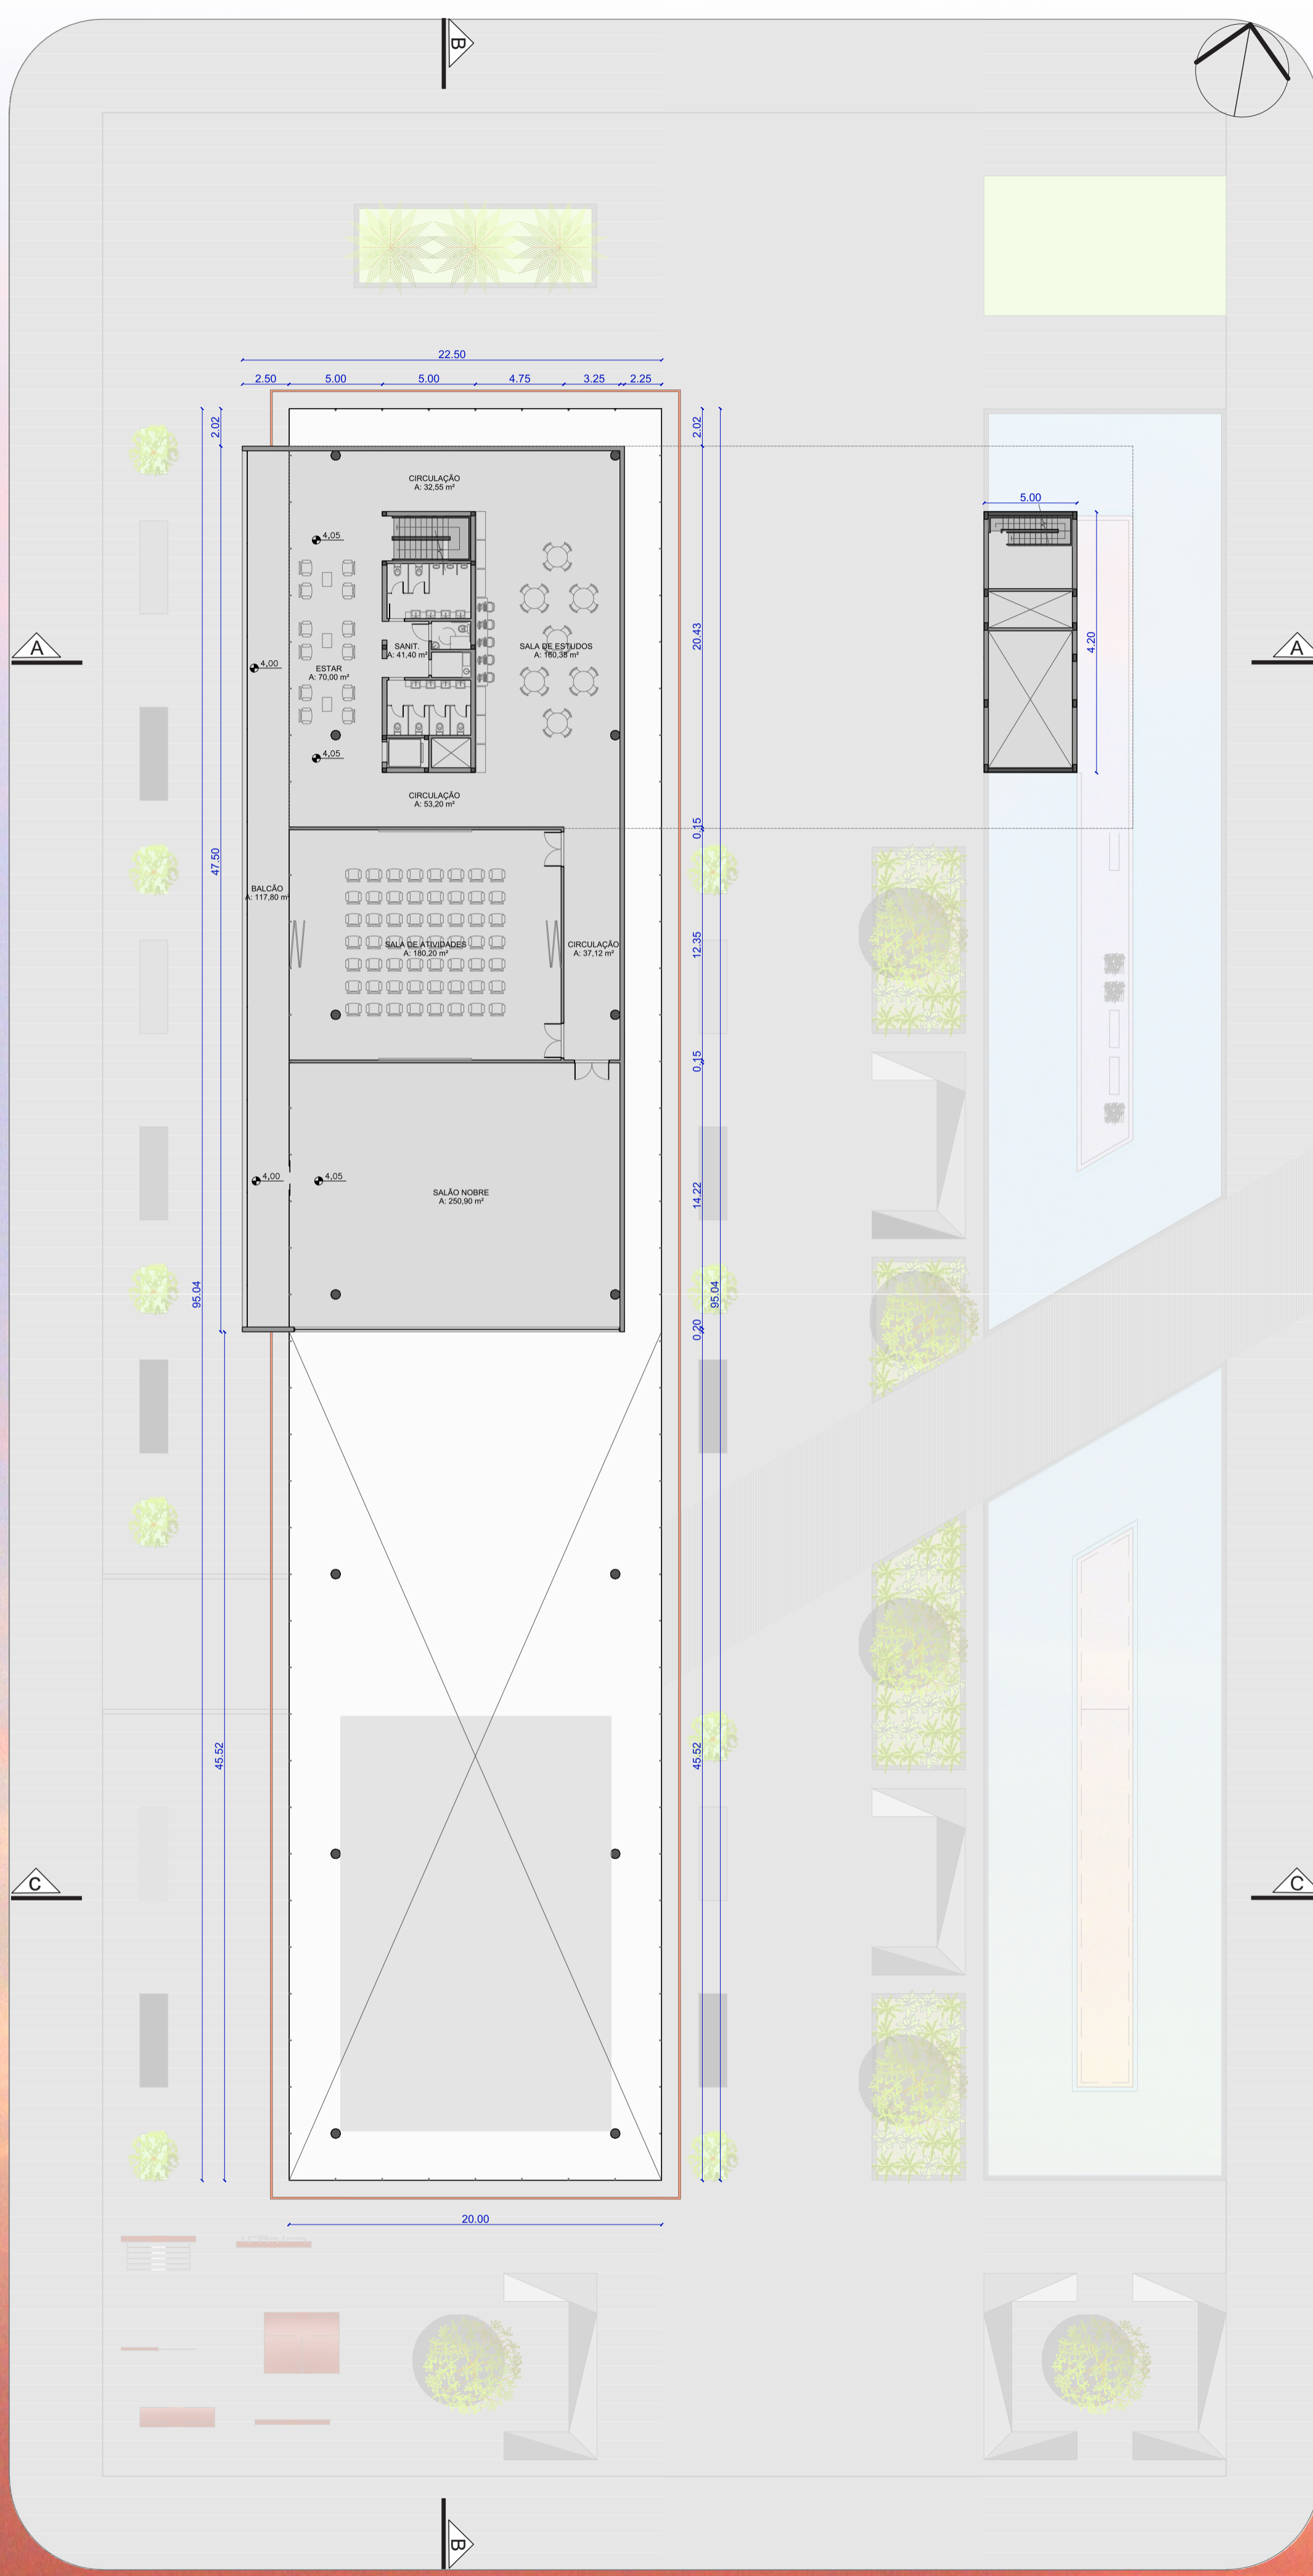 B
22.50
2.50
5.00
5.00
4.75
3.25
2.25
2.02
2.02
CIRCULAÇÃO
A: 32,55 m²
5.00
4,05
20.43
4.20
SANIT.
A: 41,40 m²
SALA DE ESTUDOS
A: 160,38 m²
A
A
4,00
ESTAR
A: 70,00 m²
4,05
CIRCULAÇÃO
A: 53,20 m²
0.15
47.50
BALCÃO
A: 117,80 m²
SALA DE ATIVIDADES
A: 180,20 m²
CIRCULAÇÃO
A: 37,12 m²
12.35
0.15
4,00
4,05
SALÃO NOBRE
A: 250,90 m²
14.22
95.04
95.04
0.20
45.52
45.52
C
C
20.00
B